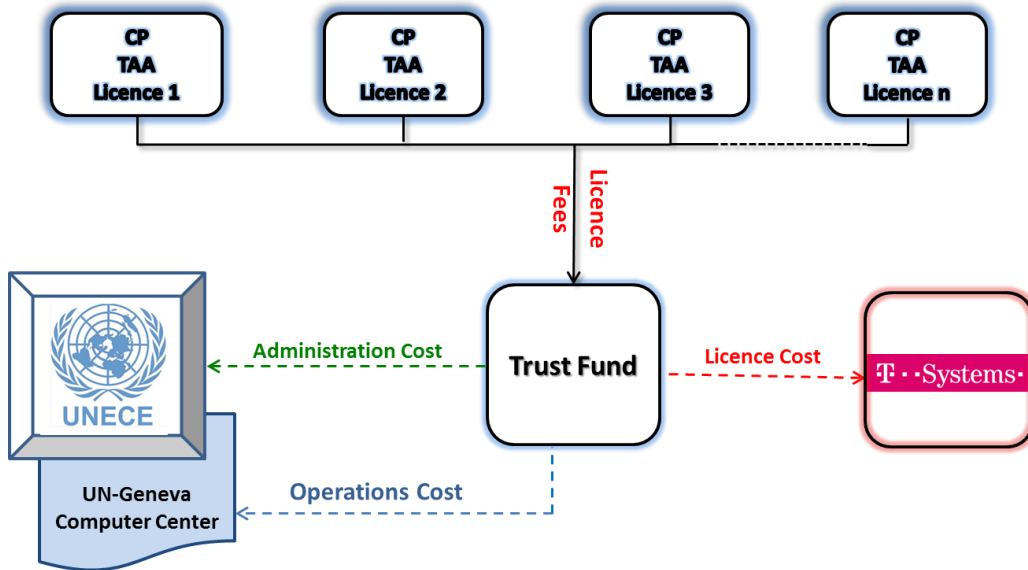 CP
TAA
Licence 1
CP
TAA
Licence 2
CP
TAA
Licence 3
CP
TAA
Licence n
Licence
Fees
UNECE
Administration Cost
Trust Fund
Licence Cost
T··Systems·
UN-Geneva
Computer Center
Operations Cost